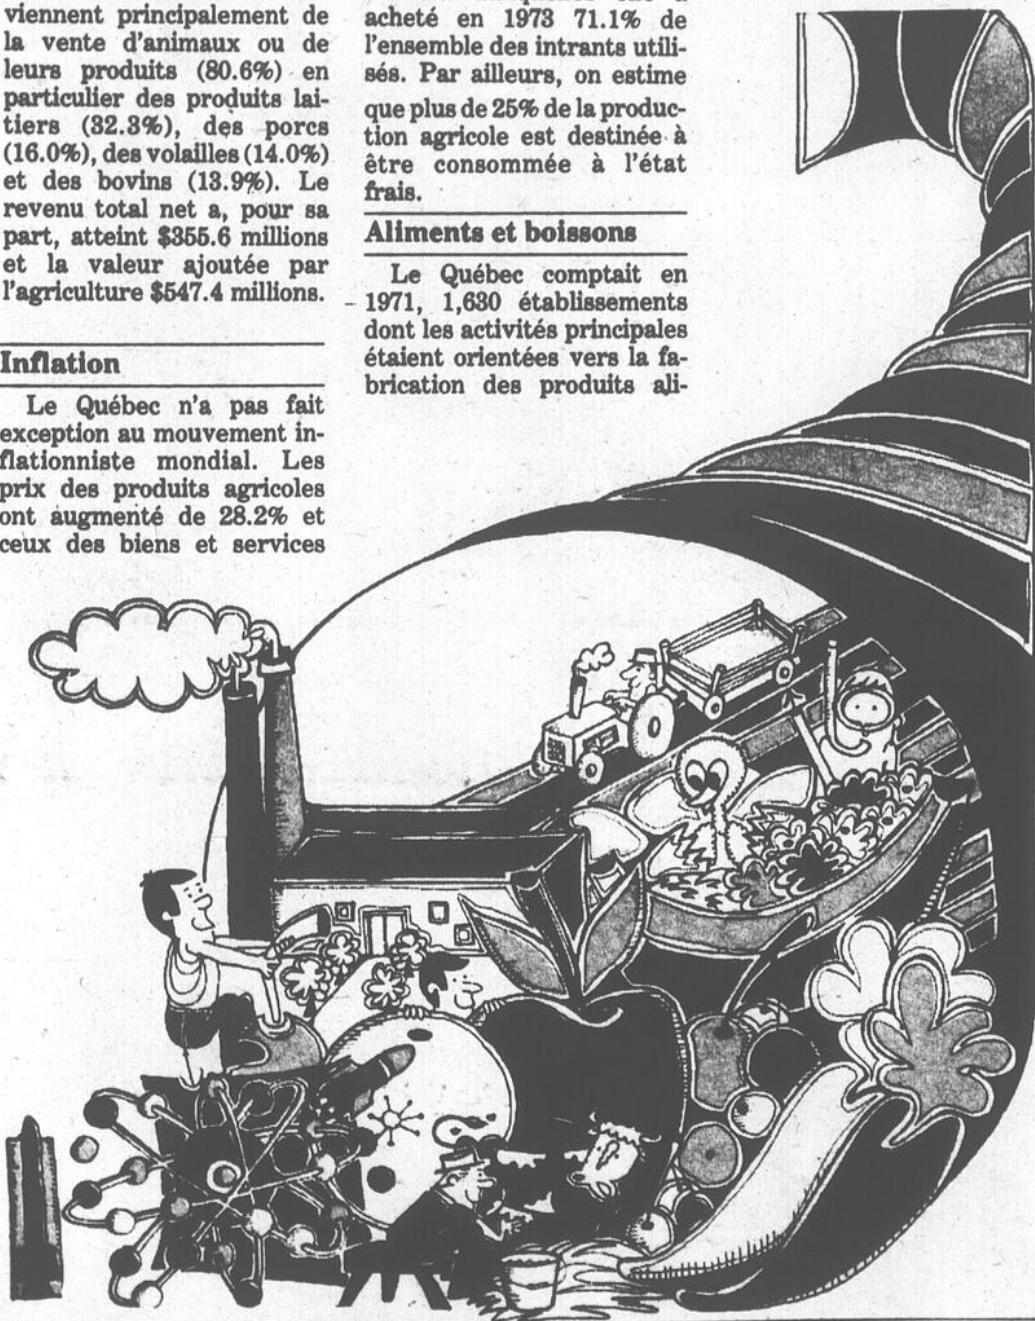 viennent principalement de
la vente d'animaux ou de
leurs produits (80.6%) en
particulier des produits lai-
tiers (32.3%), des porcs
(16.0%), des volailles (14.0%)
et des bovins (13.9%). Le
revenu total net a, pour sa
part, atteint $355.6 millions
et la valeur ajoutée par
l'agriculture $547.4 millions.
Inflation
Le Québec n'a pas fait
exception au mouvement in-
flationniste mondial. Les
prix des produits agricoles
ont augmenté de 28.2% et
ceux des biens et services
acheté en 1973 71.1% de
l'ensemble des intrants utili-
sés. Par ailleurs, on estime
que plus de 25% de la produc-
tion agricole est destinée à
être consommée à l'état
frais.
Aliments et boissons
Le Québec comptait en
1971, 1,630 établissements
dont les activités principales
étaient orientées vers la fa-
brication des produits ali-